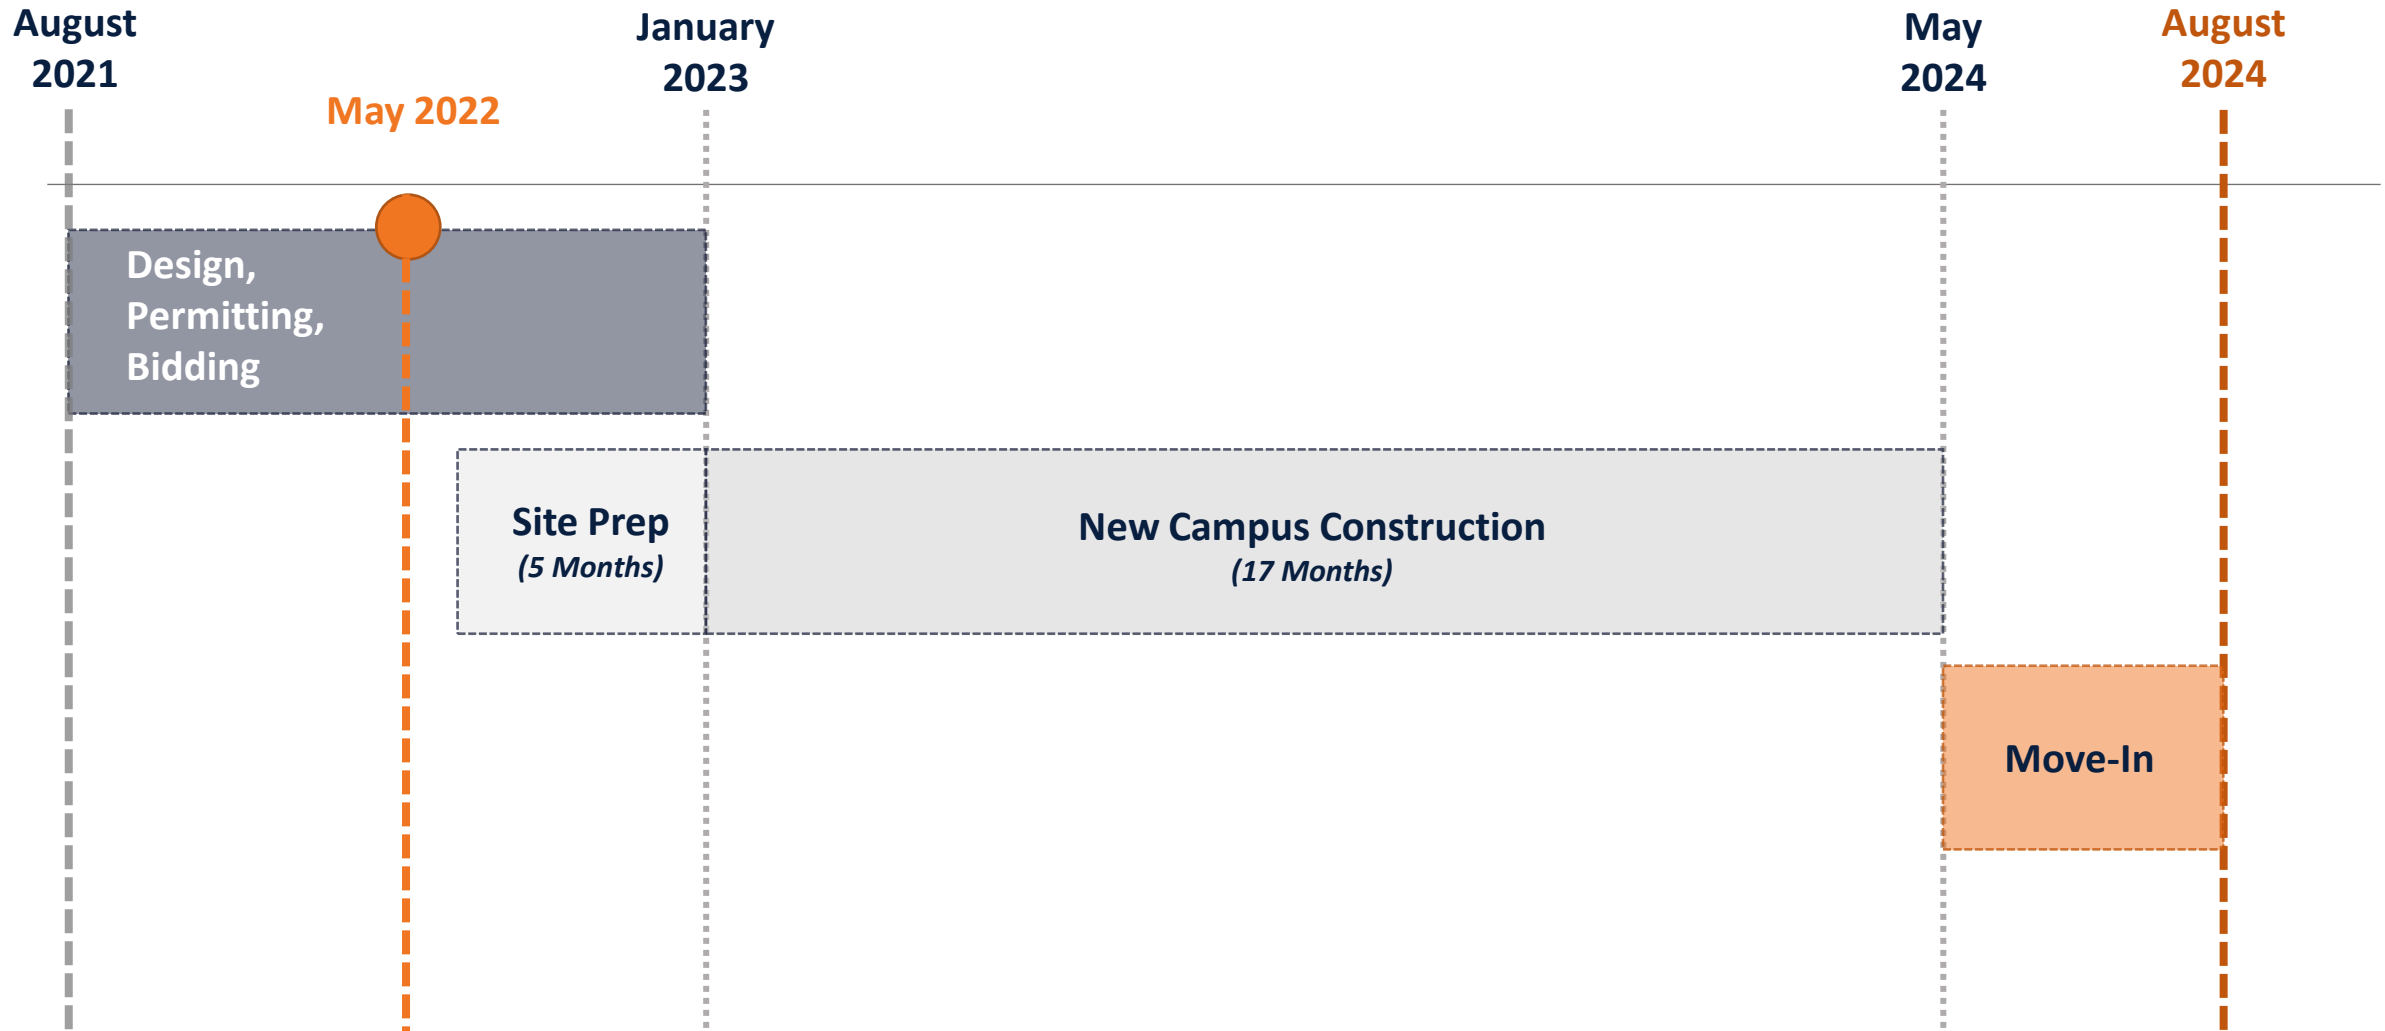 August
2021
May 2022
January
2023
May
2024
August
2024
Design,
Permitting,
Bidding
Site Prep
(5 Months)
New Campus Construction
(17 Months)
Move-In